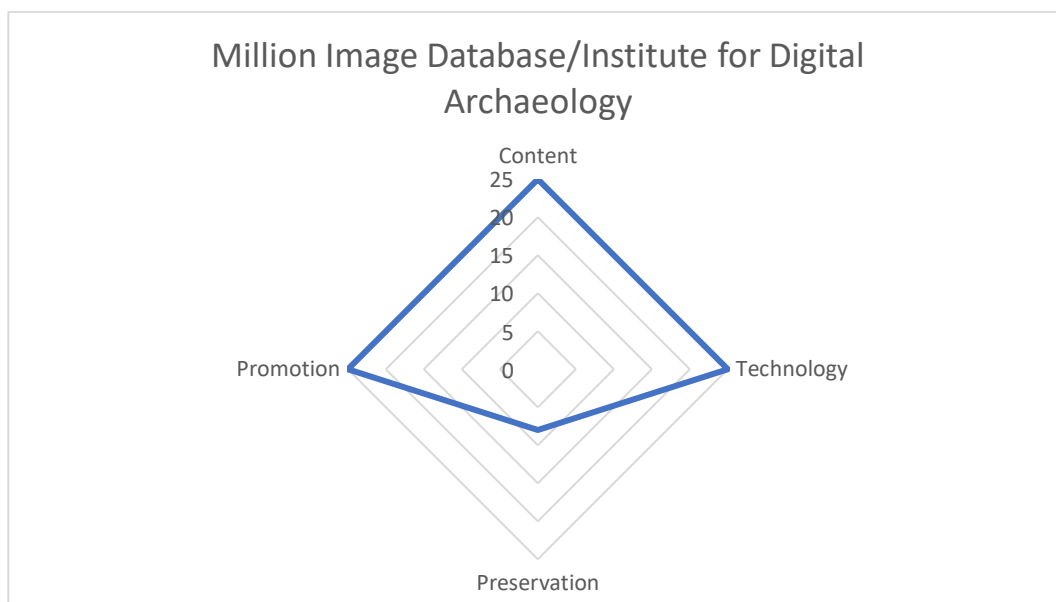 Million Image Database/Institute for Digital
Archaeology
Content
25
20
15
10
5
0
Promotion
Technology
Preservation